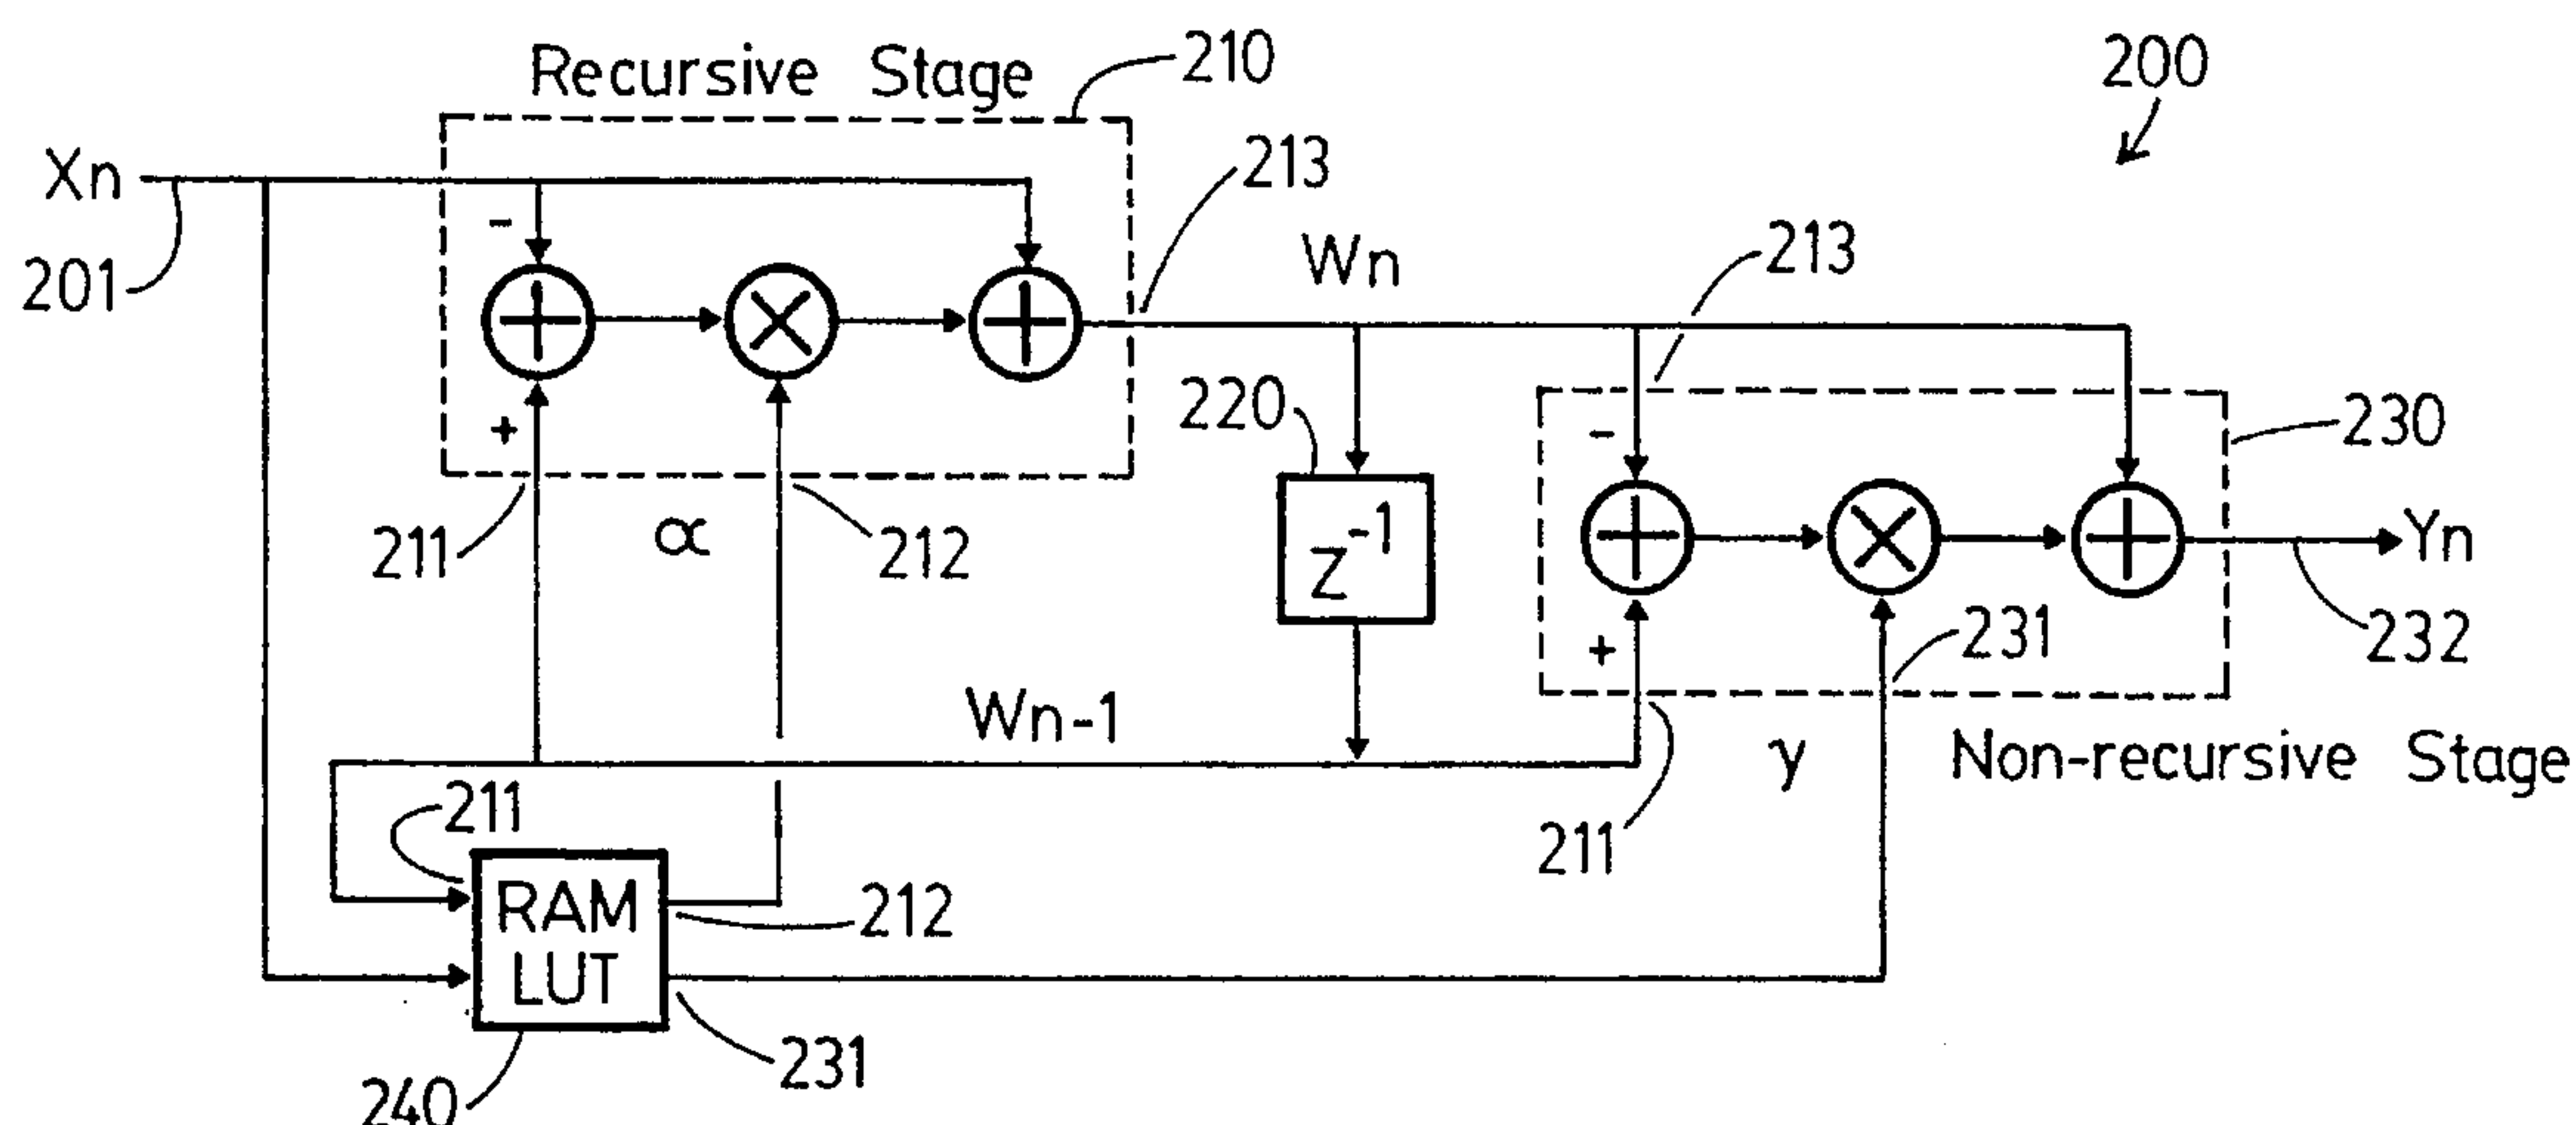 Recursive Stage
210
200
Xn
213
-
201
Wn
213
+
220
-
230
211
α
212
Z-1
Yn
+
231
232
Wn-1
γ
Non-recursive Stage
211
211
RAM
LUT
212
231
240